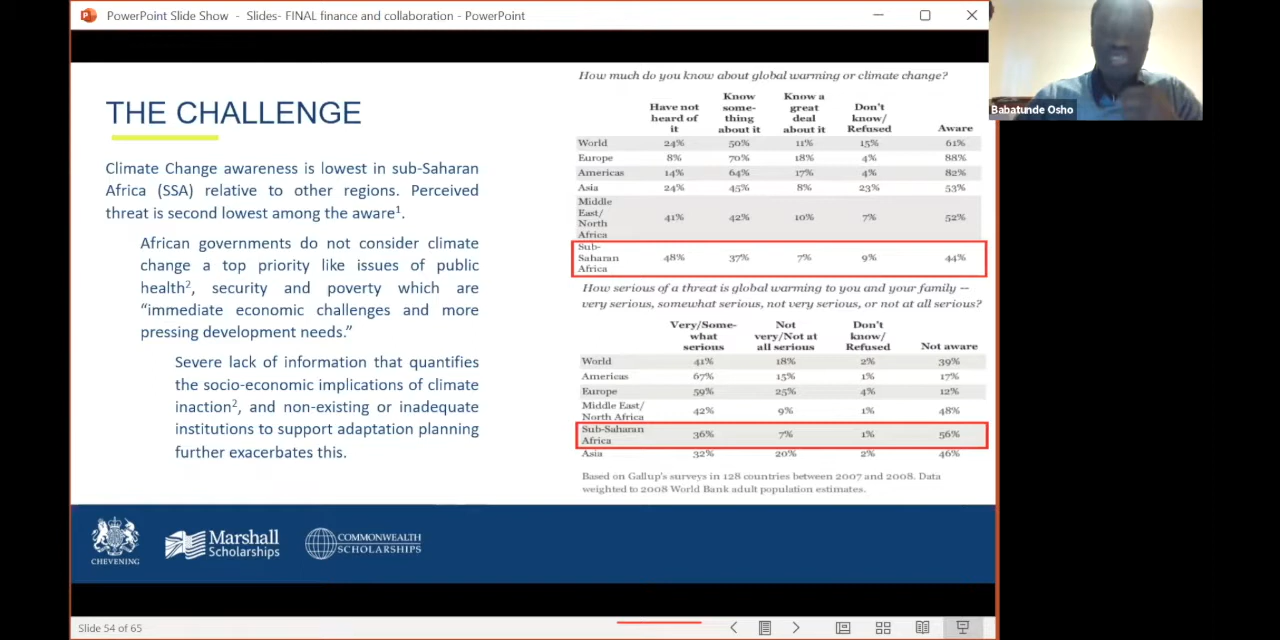 PowerPoint Slide Show - Slides- FINAL finance and collaboration - PowerPoint
Babatunde Osho
THE CHALLENGE
Climate Change awareness is lowest in sub-Saharan
Africa (SSA) relative to other regions. Perceived
threat is second lowest among the aware¹.
African governments do not consider climate
change a top priority like issues of public
health², security and poverty which are
“immediate economic challenges and more
pressing development needs.”
Severe lack of information that quantifies
the socio-economic implications of climate
inaction², and non-existing or inadequate
institutions to support adaptation planning
further exacerbates this.
How much do you know about global warming or climate change?
Have not heard of it Know some-thing about it Know a great deal about it Don't know/ Refused Aware
World 24% 50% 11% 15% 61%
Europe 8% 70% 18% 4% 88%
Americas 14% 64% 17% 4% 82%
Asia 24% 45% 8% 23% 53%
Middle East/ North Africa 41% 42% 10% 7% 52%
Sub-Saharan Africa 48% 37% 7% 9% 44%
How serious of a threat is global warming to you and your family --
very serious, somewhat serious, not very serious, or not at all serious?
Very/Some-what serious Not very/Not at all serious Don't know/ Refused Not aware
World 41% 18% 2% 39%
Americas 67% 15% 1% 17%
Europe 59% 25% 4% 12%
Middle East/ North Africa 42% 9% 1% 48%
Sub-Saharan Africa 36% 7% 1% 56%
Asia 32% 20% 2% 46%
Based on Gallup's surveys in 128 countries between 2007 and 2008. Data
weighted to 2008 World Bank adult population estimates.
CHEVENING
Marshall
Scholarships
COMMONWEALTH
SCHOLARSHIPS
Slide 54 of 65